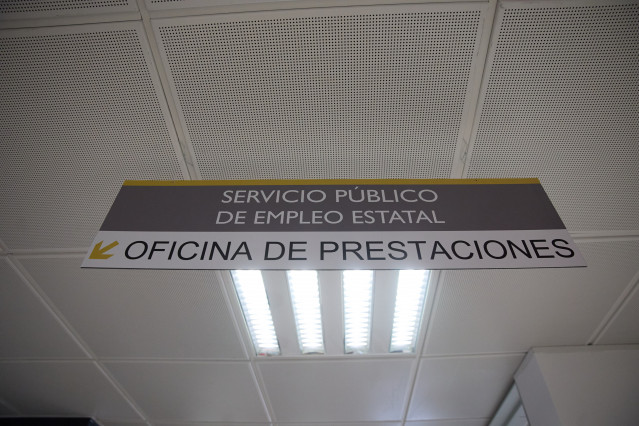 SERVICIO PÚBLICO
DE EMPLEO ESTATAL
OFICINA DE PRESTACIONES